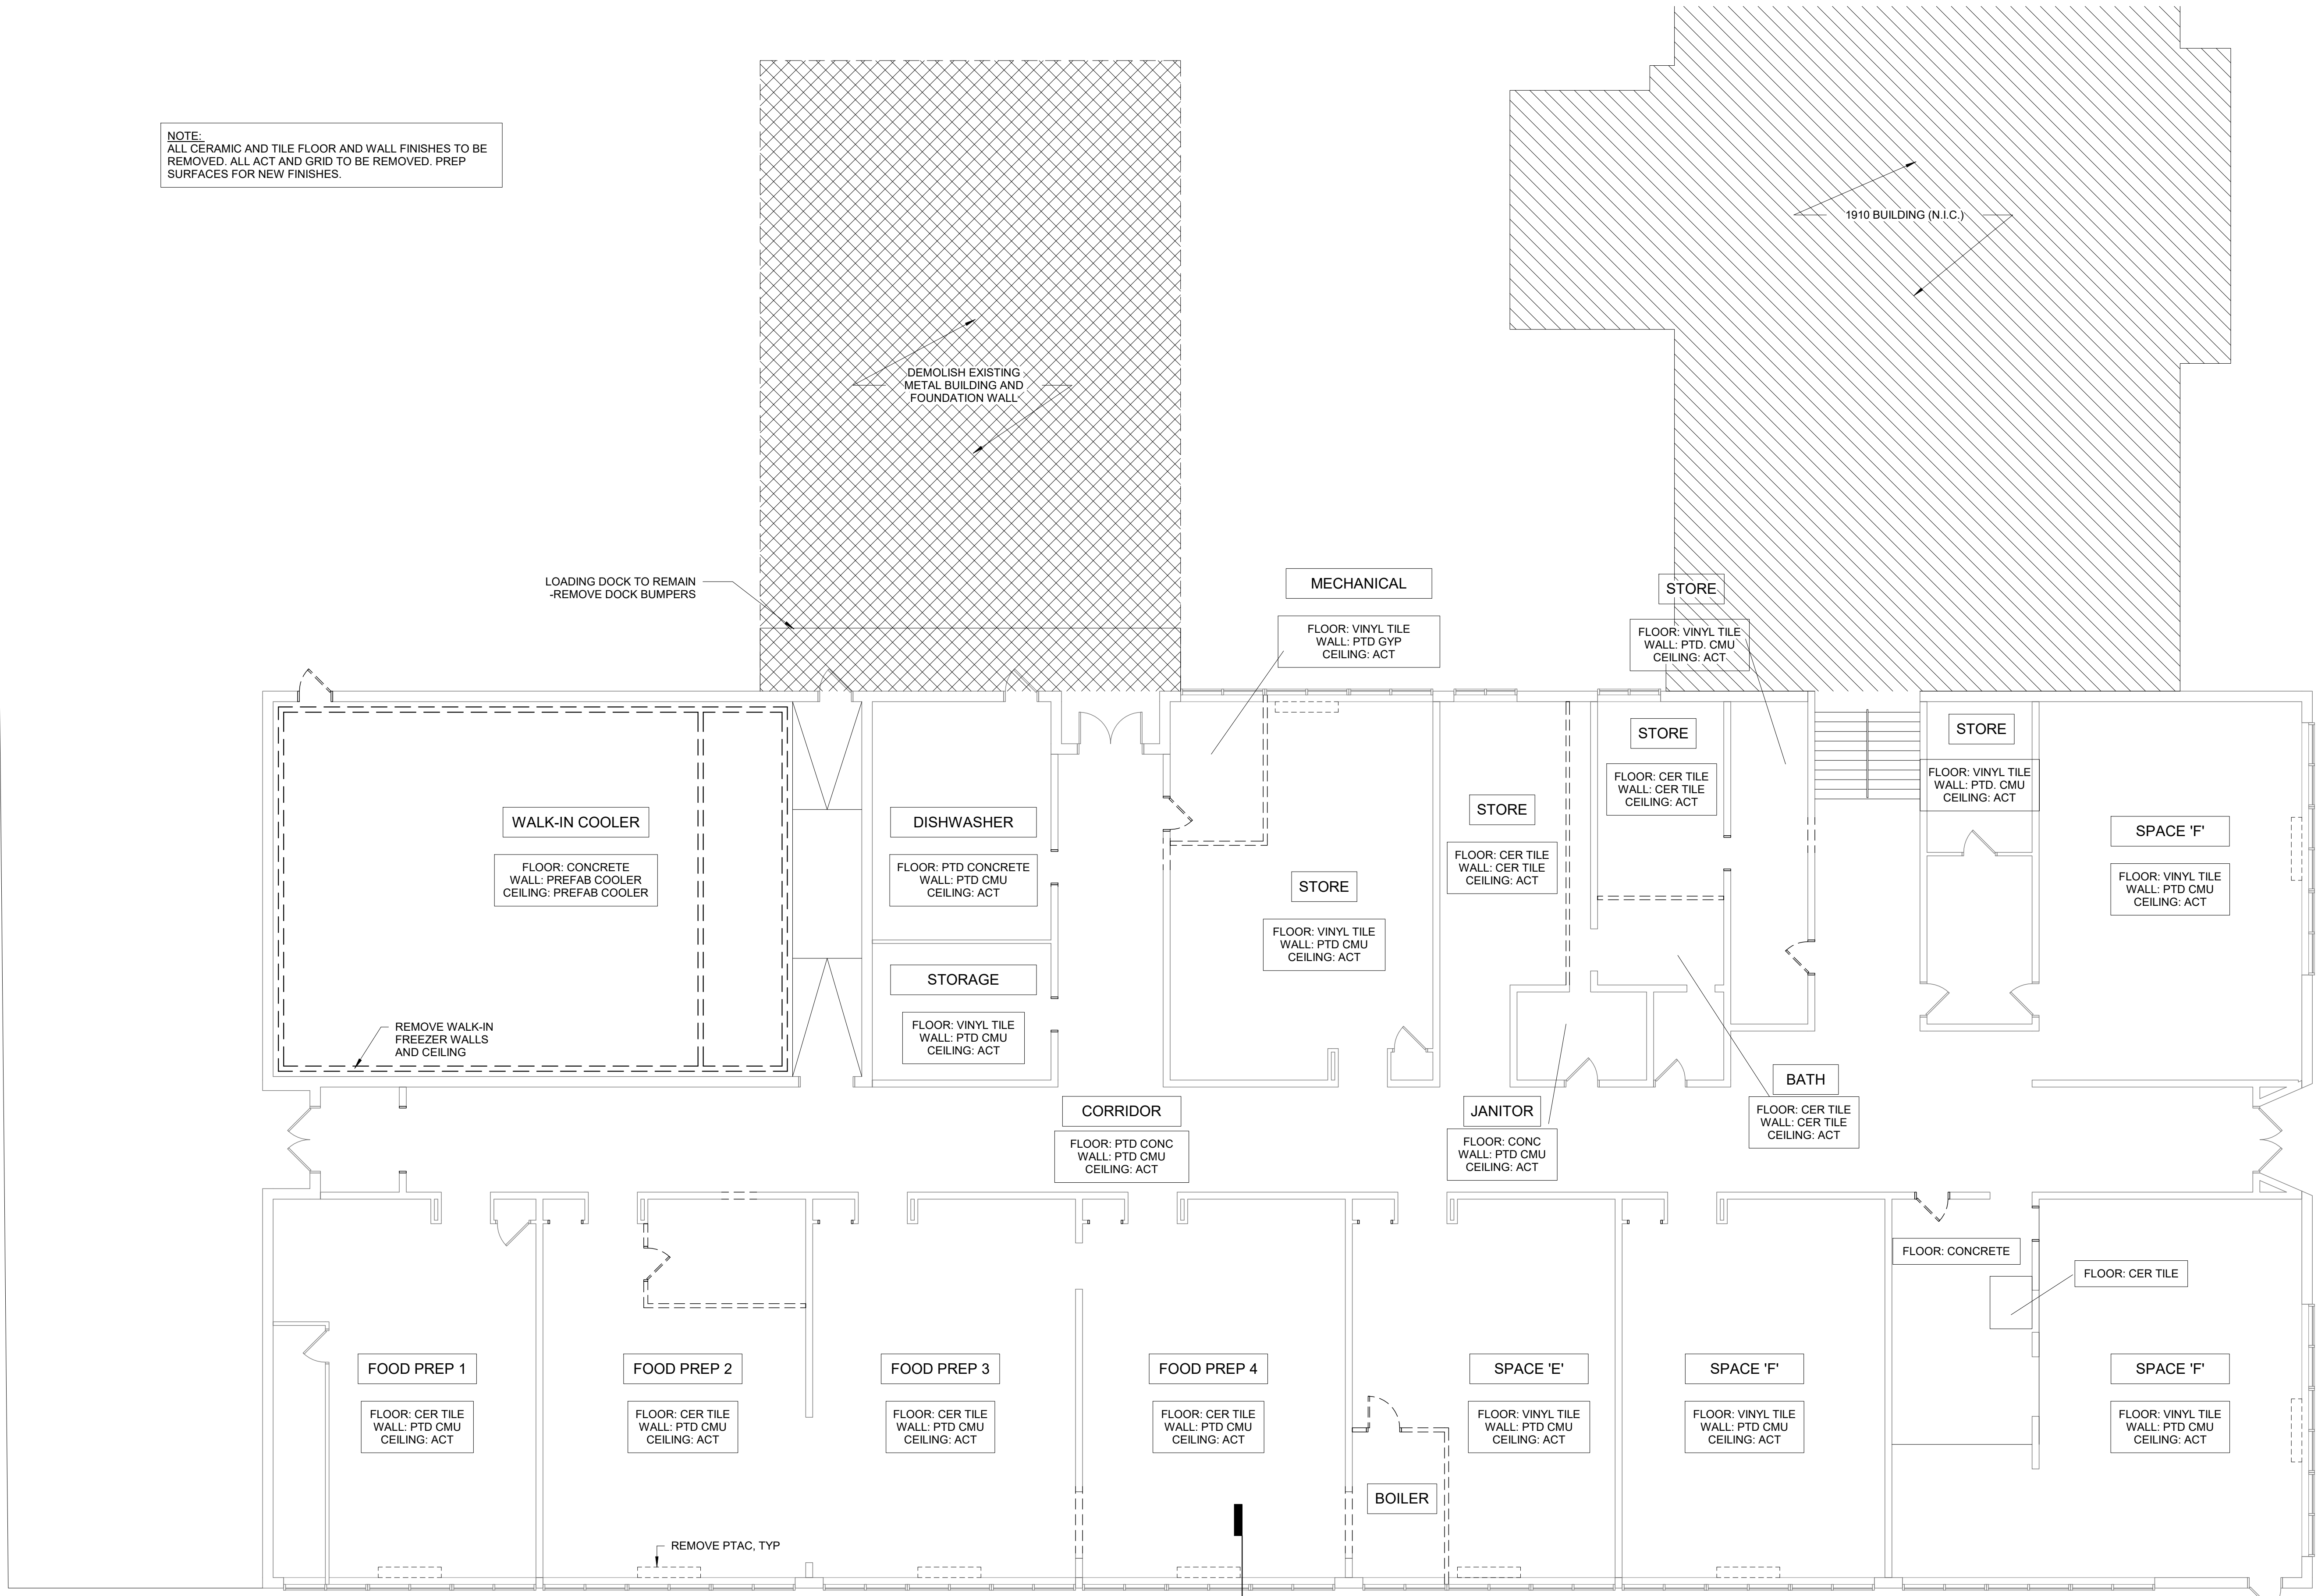 NOTE:
ALL CERAMIC AND TILE FLOOR AND WALL FINISHES TO BE
REMOVED. ALL ACT AND GRID TO BE REMOVED. PREP
SURFACES FOR NEW FINISHES.
1910 BUILDING (N.I.C.)
DEMOLISH EXISTING
METAL BUILDING AND
FOUNDATION WALL
LOADING DOCK TO REMAIN
-REMOVE DOCK BUMPERS
MECHANICAL
FLOOR: VINYL TILE
WALL: PTD GYP
CEILING: ACT
STORE
FLOOR: VINYL TILE
WALL: PTD. CMU
CEILING: ACT
WALK-IN COOLER
FLOOR: CONCRETE
WALL: PREFAB COOLER
CEILING: PREFAB COOLER
REMOVE WALK-IN
FREEZER WALLS
AND CEILING
DISHWASHER
FLOOR: PTD CONCRETE
WALL: PTD CMU
CEILING: ACT
STORAGE
FLOOR: VINYL TILE
WALL: PTD CMU
CEILING: ACT
STORE
FLOOR: VINYL TILE
WALL: PTD CMU
CEILING: ACT
STORE
FLOOR: CER TILE
WALL: CER TILE
CEILING: ACT
STORE
FLOOR: CER TILE
WALL: CER TILE
CEILING: ACT
STORE
FLOOR: VINYL TILE
WALL: PTD. CMU
CEILING: ACT
SPACE 'F'
FLOOR: VINYL TILE
WALL: PTD CMU
CEILING: ACT
CORRIDOR
FLOOR: PTD CONC
WALL: PTD CMU
CEILING: ACT
JANITOR
FLOOR: CONC
WALL: PTD CMU
CEILING: ACT
BATH
FLOOR: CER TILE
WALL: CER TILE
CEILING: ACT
FLOOR: CONCRETE
FLOOR: CER TILE
FOOD PREP 1
FLOOR: CER TILE
WALL: PTD CMU
CEILING: ACT
FOOD PREP 2
FLOOR: CER TILE
WALL: PTD CMU
CEILING: ACT
FOOD PREP 3
FLOOR: CER TILE
WALL: PTD CMU
CEILING: ACT
FOOD PREP 4
FLOOR: CER TILE
WALL: PTD CMU
CEILING: ACT
SPACE 'E'
FLOOR: VINYL TILE
WALL: PTD CMU
CEILING: ACT
SPACE 'F'
FLOOR: VINYL TILE
WALL: PTD CMU
CEILING: ACT
SPACE 'F'
FLOOR: VINYL TILE
WALL: PTD CMU
CEILING: ACT
BOILER
REMOVE PTAC, TYP